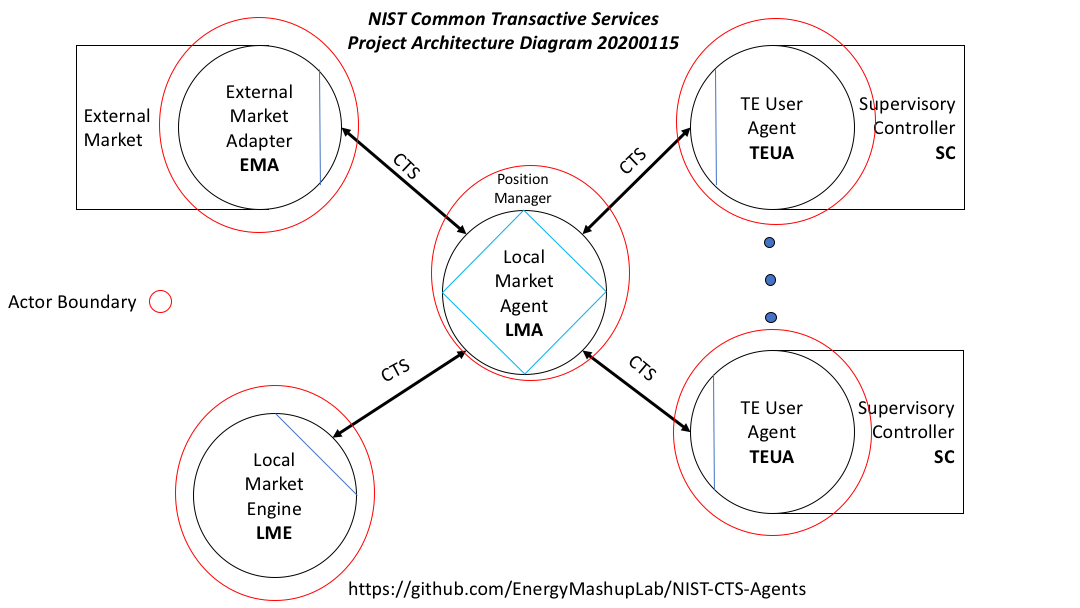 NIST Common Transactive Services
Project Architecture Diagram 20200115
External
Market
External
Market
Adapter
EMA
CTS
CTS
TE User
Agent
TEUA
Supervisory
Controller
SC
Position
Manager
Local
Market
Agent
LMA
Actor Boundary
CTS
CTS
Local
Market
Engine
LME
TE User
Agent
TEUA
Supervisory
Controller
SC
https://github.com/EnergyMashupLab/NIST-CTS-Agents